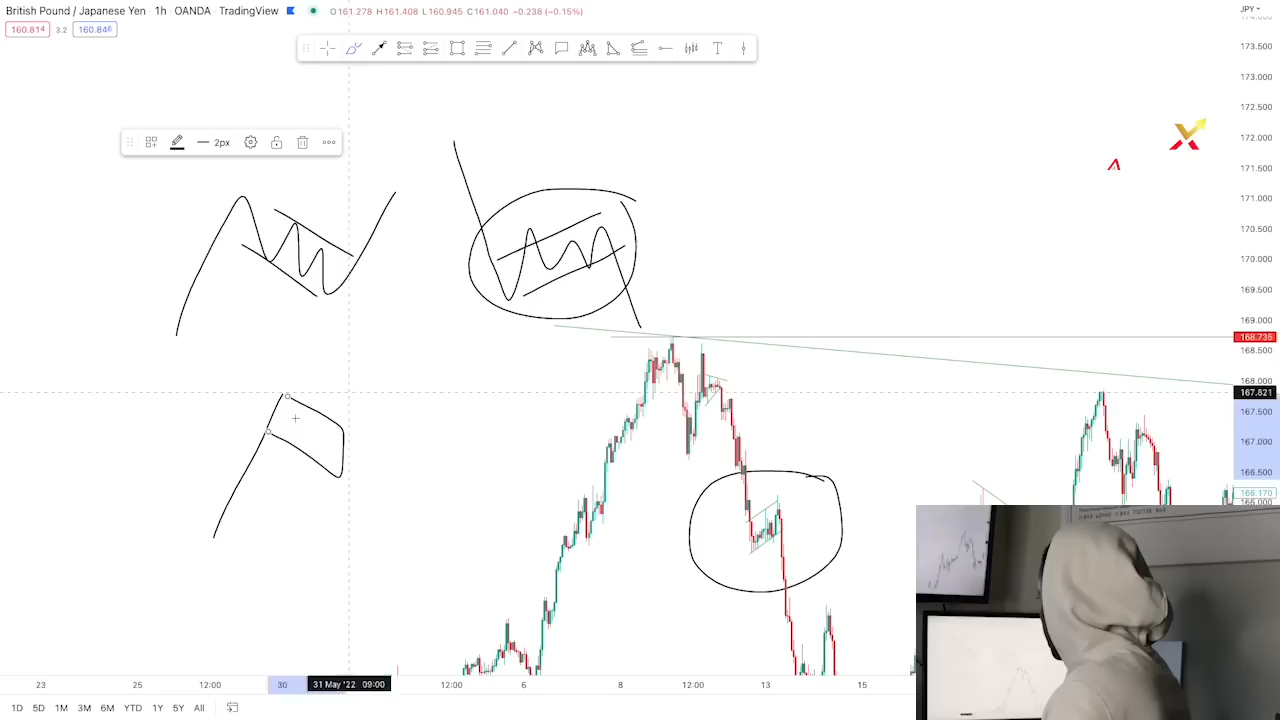 British Pound / Japanese Yen · 1h · OANDA · TradingView
O161.278 H161.408 L160.945 C161.040 −0.238 (−0.15%)
JPY
160.814 3.2 160.846
2px
174.000
173.500
173.000
172.500
172.000
171.500
171.000
170.500
170.000
169.500
169.000
168.735
168.500
168.000
167.821
167.500
167.000
166.500
166.170
166.000
23 25 12:00 30 31 May '22 09:00 12:00 6 8 12:00 13 15
1D 5D 1M 3M 6M YTD 1Y 5Y All